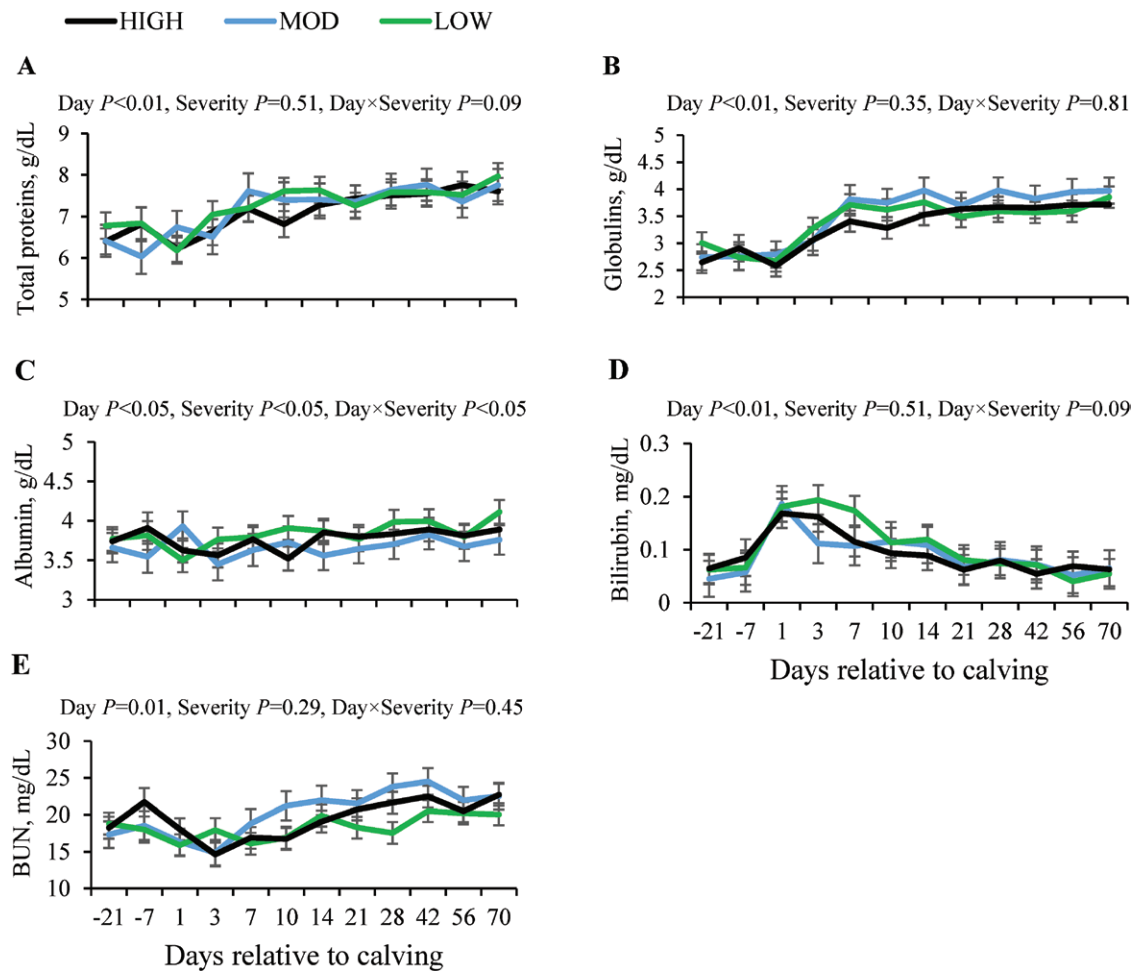 HIGH MOD LOW
A
Day P<0.01, Severity P=0.51, Day×Severity P=0.09
Total proteins, g/dL
9
8
7
6
5
B
Day P<0.01, Severity P=0.35, Day×Severity P=0.81
Globulins, g/dL
5
4.5
4
3.5
3
2.5
2
C
Day P<0.05, Severity P<0.05, Day×Severity P<0.05
Albumin, g/dL
5
4.5
4
3.5
3
D
Day P<0.01, Severity P=0.51, Day×Severity P=0.09
Bilirubin, mg/dL
0.3
0.2
0.1
0
-21 -7 1 3 7 10 14 21 28 42 56 70
Days relative to calving
E
Day P=0.01, Severity P=0.29, Day×Severity P=0.45
BUN, mg/dL
30
25
20
15
10
-21 -7 1 3 7 10 14 21 28 42 56 70
Days relative to calving